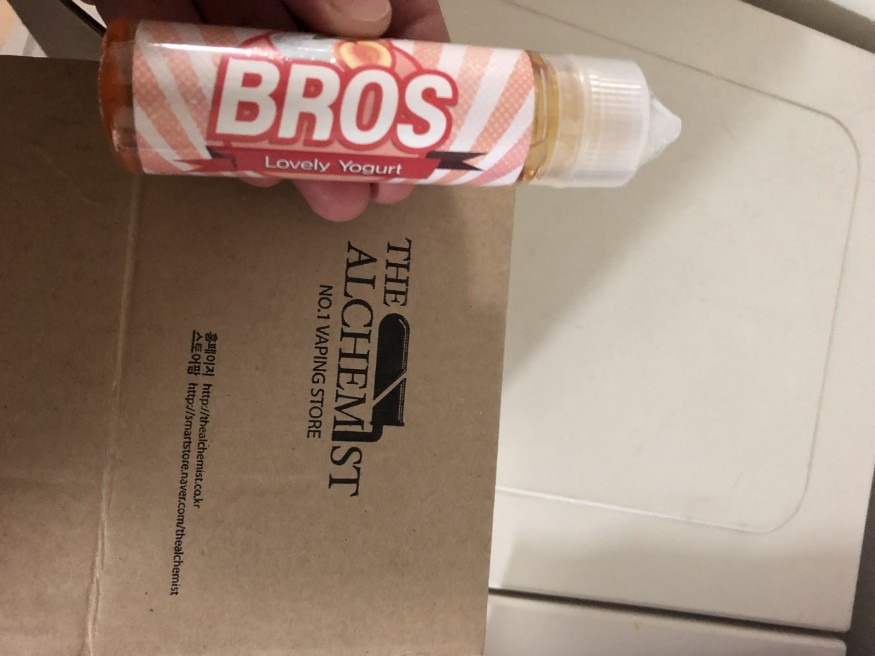 BROS
Lovely Yogurt
THE
ALCHEMIST
NO.1 VAPING STORE
홈페이지 http://thealchemist.co.kr
스토어팜 http://smartstore.naver.com/thealchemist